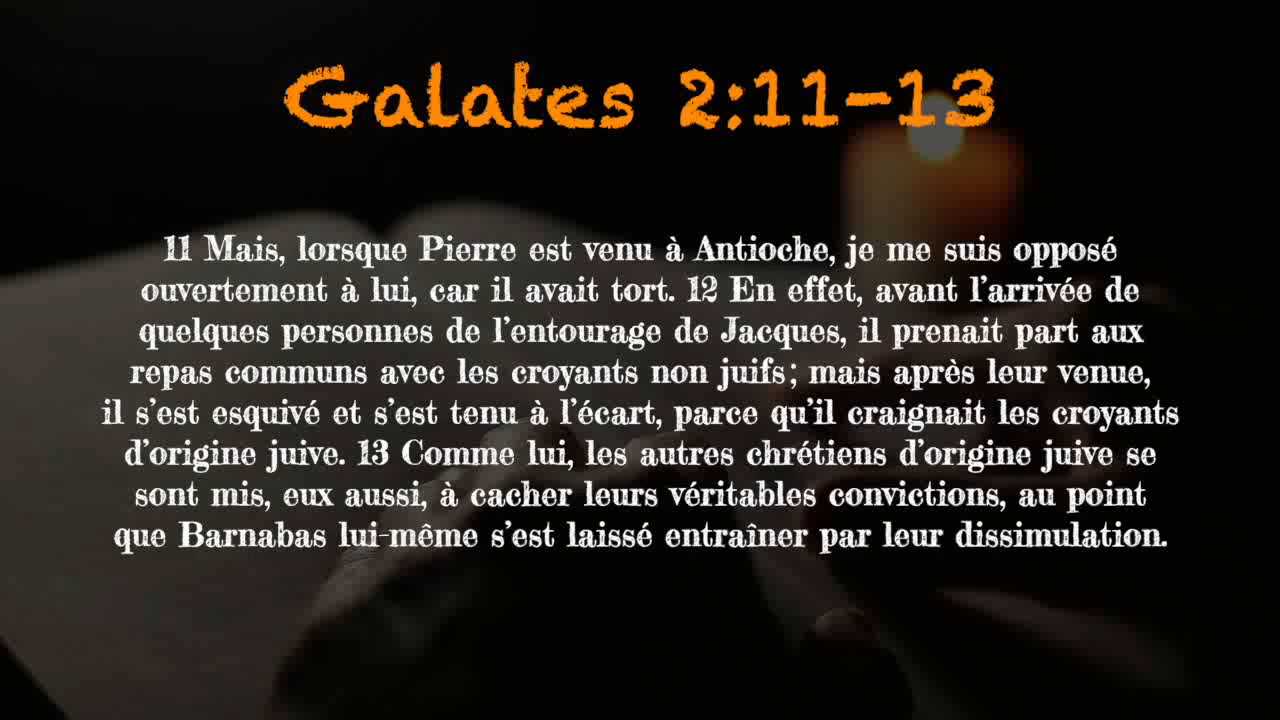 Galates 2:11-13
11 Mais, lorsque Pierre est venu à Antioche, je me suis opposé
ouvertement à lui, car il avait tort. 12 En effet, avant l’arrivée de
quelques personnes de l’entourage de Jacques, il prenait part aux
repas communs avec les croyants non juifs; mais après leur venue,
il s’est esquivé et s’est tenu à l’écart, parce qu’il craignait les croyants
d’origine juive. 13 Comme lui, les autres chrétiens d’origine juive se
sont mis, eux aussi, à cacher leurs véritables convictions, au point
que Barnabas lui-même s’est laissé entraîner par leur dissimulation.